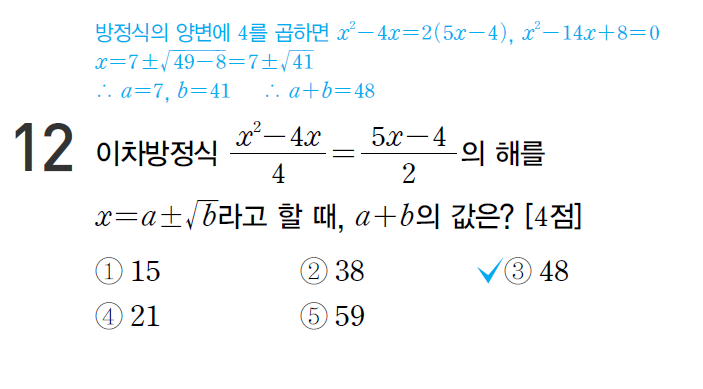 방정식의 양변에 4를 곱하면 x²-4x=2(5x-4), x²-14x+8=0
x=7±√(49-8)=7±√41
∴ a=7, b=41 ∴ a+b=48
12 이차방정식 (x²-4x)/4=(5x-4)/2의 해를
x=a±√b라고 할 때, a+b의 값은? [4점]
① 15 ② 38 ✓③ 48
④ 21 ⑤ 59